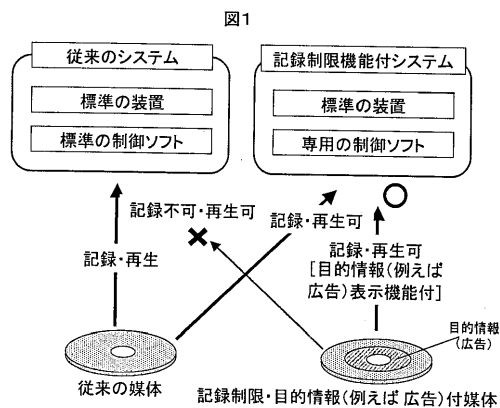 図1
従来のシステム
標準の装置
標準の制御ソフト
記録制限機能付システム
標準の装置
専用の制御ソフト
記録不可・再生可
記録・再生可
記録・再生
記録・再生可
[目的情報(例えば
広告)表示機能付]
目的情報
(広告)
従来の媒体
記録制限・目的情報(例えば 広告)付媒体